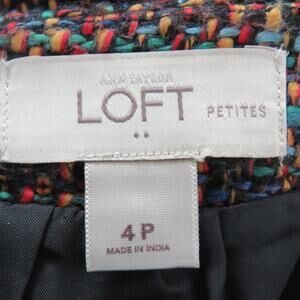 ANN TAYLOR
LOFT PETITES
4P
MADE IN INDIA